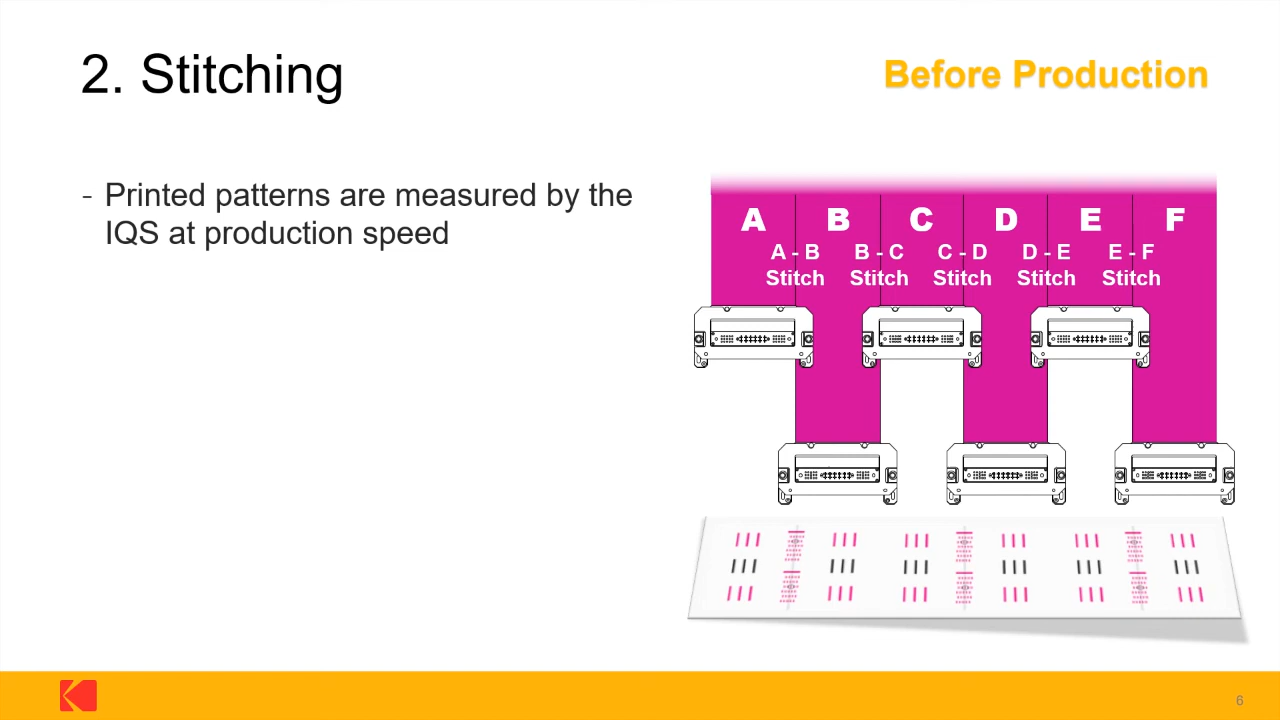 2. Stitching
Before Production
- Printed patterns are measured by the
IQS at production speed
A B C D E F
A - B B - C C - D D - E E - F
Stitch Stitch Stitch Stitch Stitch
6